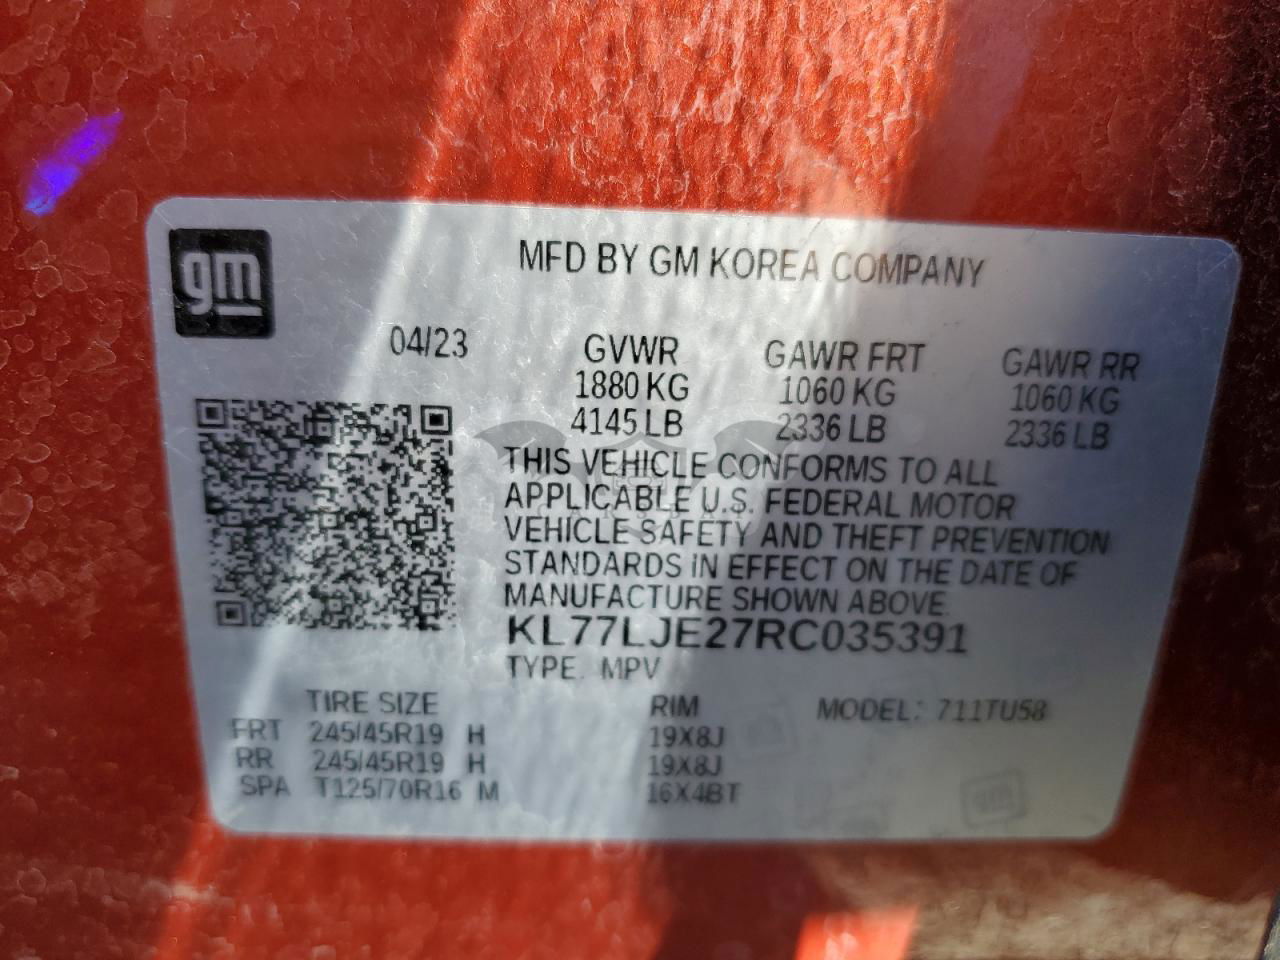 gm
MFD BY GM KOREA COMPANY
04/23 GVWR GAWR FRT GAWR RR
1880 KG 1060 KG 1060 KG
4145 LB 2336 LB 2336 LB
THIS VEHICLE CONFORMS TO ALL
APPLICABLE U.S. FEDERAL MOTOR
VEHICLE SAFETY AND THEFT PREVENTION
STANDARDS IN EFFECT ON THE DATE OF
MANUFACTURE SHOWN ABOVE.
KL77LJE27RC035391
TYPE. MPV
TIRE SIZE RIM MODEL: 711TU58
FRT 245/45R19 H 19X8J
RR 245/45R19 H 19X8J
SPA T125/70R16 M 16X4BT
gm